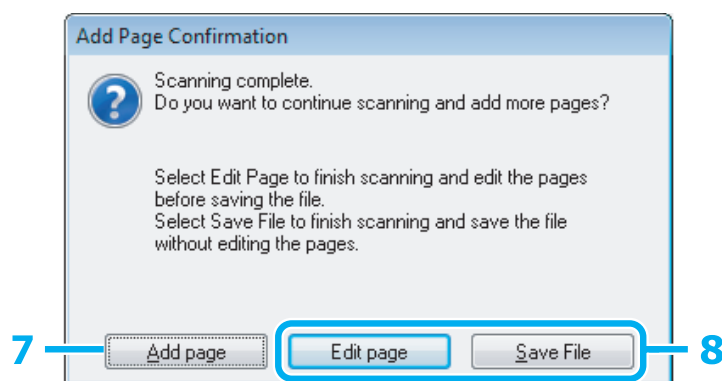 Add Page Confirmation
Scanning complete.
Do you want to continue scanning and add more pages?
Select Edit Page to finish scanning and edit the pages
before saving the file.
Select Save File to finish scanning and save the file
without editing the pages.
7 Add page Edit page Save File 8